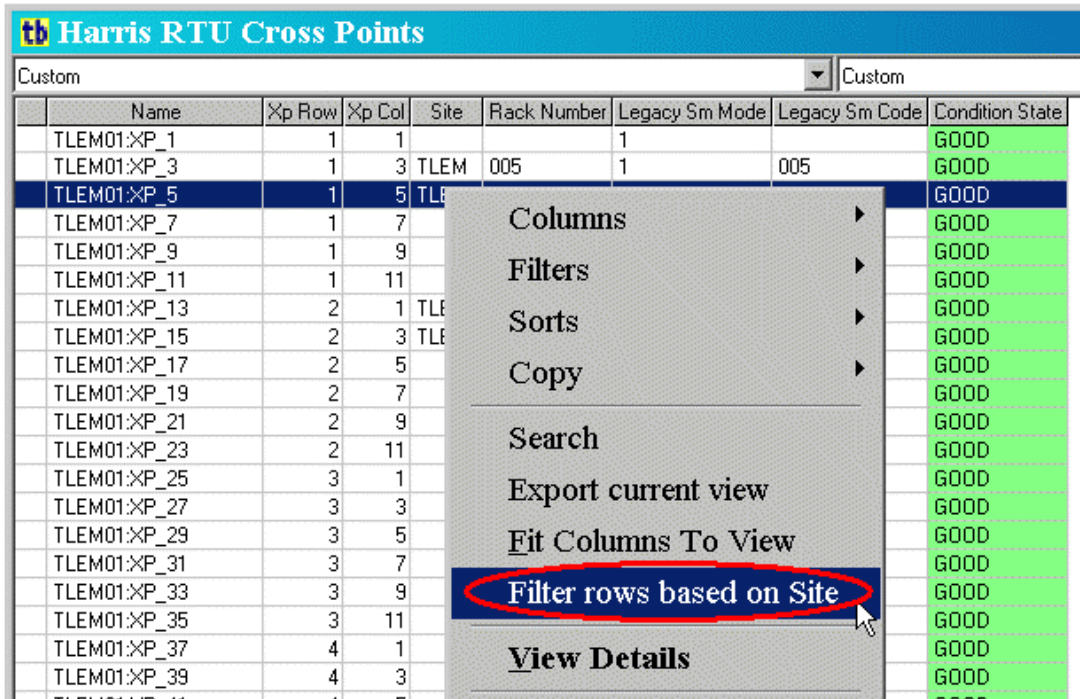 tb Harris RTU Cross Points
Custom Custom
Name Xp Row Xp Col Site Rack Number Legacy Sm Mode Legacy Sm Code Condition State
TLEM01:XP_1 1 1 1 GOOD
TLEM01:XP_3 1 3 TLEM 005 1 005 GOOD
TLEM01:XP_5 1 5 GOOD
TLEM01:XP_7 1 7 GOOD
TLEM01:XP_9 1 9 GOOD
TLEM01:XP_11 1 11 GOOD
TLEM01:XP_13 2 1 GOOD
TLEM01:XP_15 2 3 GOOD
TLEM01:XP_17 2 5 GOOD
TLEM01:XP_19 2 7 GOOD
TLEM01:XP_21 2 9 GOOD
TLEM01:XP_23 2 11 GOOD
TLEM01:XP_25 3 1 GOOD
TLEM01:XP_27 3 3 GOOD
TLEM01:XP_29 3 5 GOOD
TLEM01:XP_31 3 7 GOOD
TLEM01:XP_33 3 9 GOOD
TLEM01:XP_35 3 11 GOOD
TLEM01:XP_37 4 1 GOOD
TLEM01:XP_39 4 3 GOOD
Columns
Filters
Sorts
Copy
Search
Export current view
Fit Columns To View
Filter rows based on Site
View Details